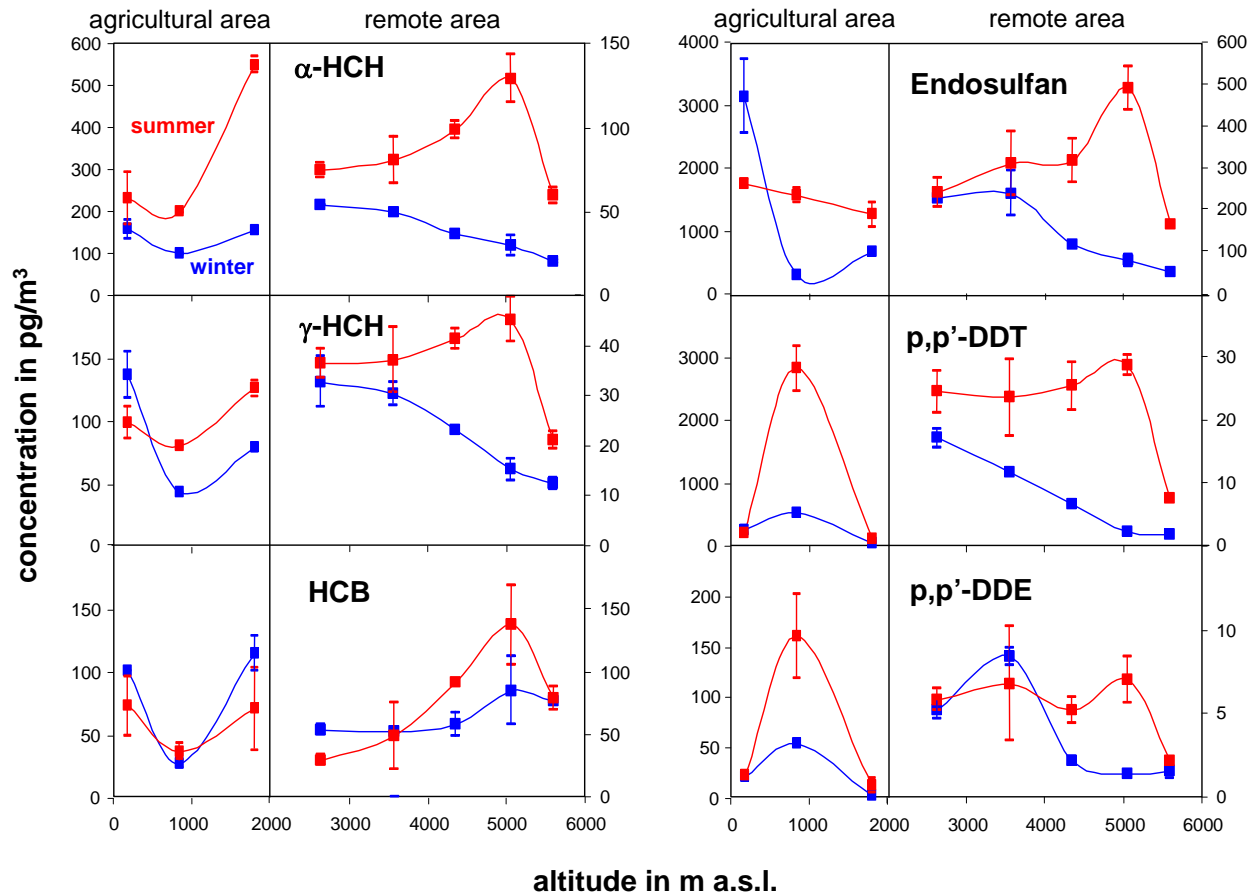 agricultural area remote area agricultural area remote area
concentration in pg/m³
600 500 400 300 200 100 0
α-HCH
summer
winter
150 100 50 0
4000 3000 2000 1000 0
Endosulfan
600 500 400 300 200 100 0
150 100 50 0
γ-HCH
40 30 20 10 0
3000 2000 1000 0
p,p’-DDT
30 20 10 0
150 100 50 0
HCB
150 100 50 0
200 150 100 50 0
p,p’-DDE
10 5 0
0 1000 2000 3000 4000 5000 6000
0 1000 2000 3000 4000 5000 6000
altitude in m a.s.l.